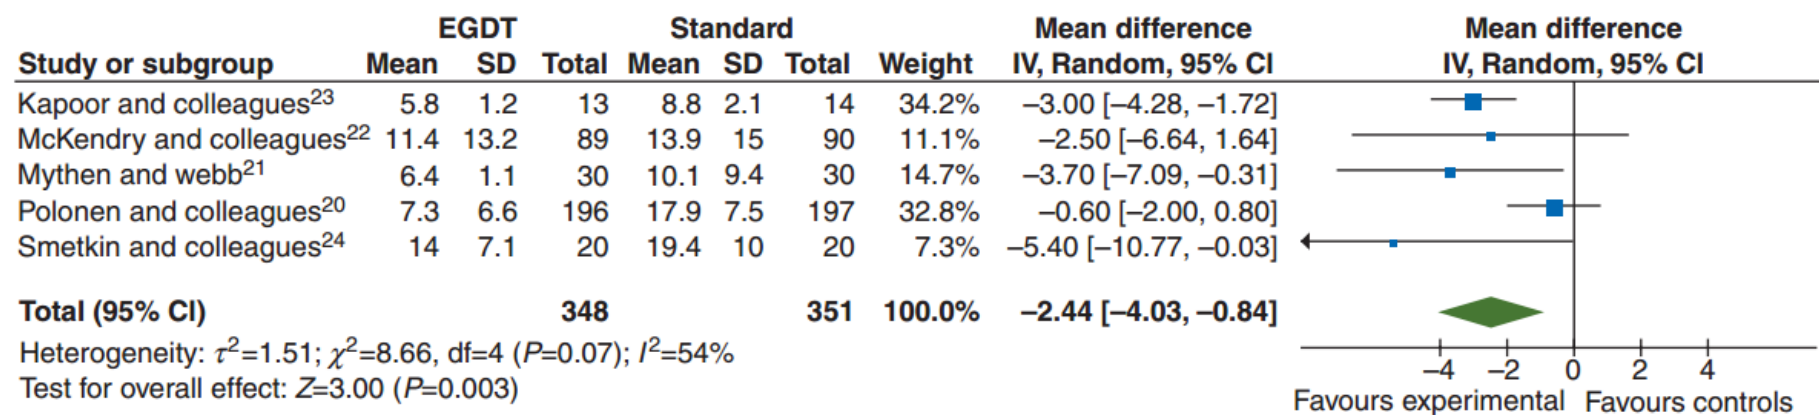 EGDT Standard Mean difference Mean difference
Study or subgroup Mean SD Total Mean SD Total Weight IV, Random, 95% CI IV, Random, 95% CI
Kapoor and colleagues²³ 5.8 1.2 13 8.8 2.1 14 34.2% –3.00 [–4.28, –1.72]
McKendry and colleagues²² 11.4 13.2 89 13.9 15 90 11.1% –2.50 [–6.64, 1.64]
Mythen and webb²¹ 6.4 1.1 30 10.1 9.4 30 14.7% –3.70 [–7.09, –0.31]
Polonen and colleagues²⁰ 7.3 6.6 196 17.9 7.5 197 32.8% –0.60 [–2.00, 0.80]
Smetkin and colleagues²⁴ 14 7.1 20 19.4 10 20 7.3% –5.40 [–10.77, –0.03]
Total (95% CI) 348 351 100.0% –2.44 [–4.03, –0.84]
Heterogeneity: τ²=1.51; χ²=8.66, df=4 (P=0.07); I²=54%
Test for overall effect: Z=3.00 (P=0.003)
–4 –2 0 2 4
Favours experimental Favours controls